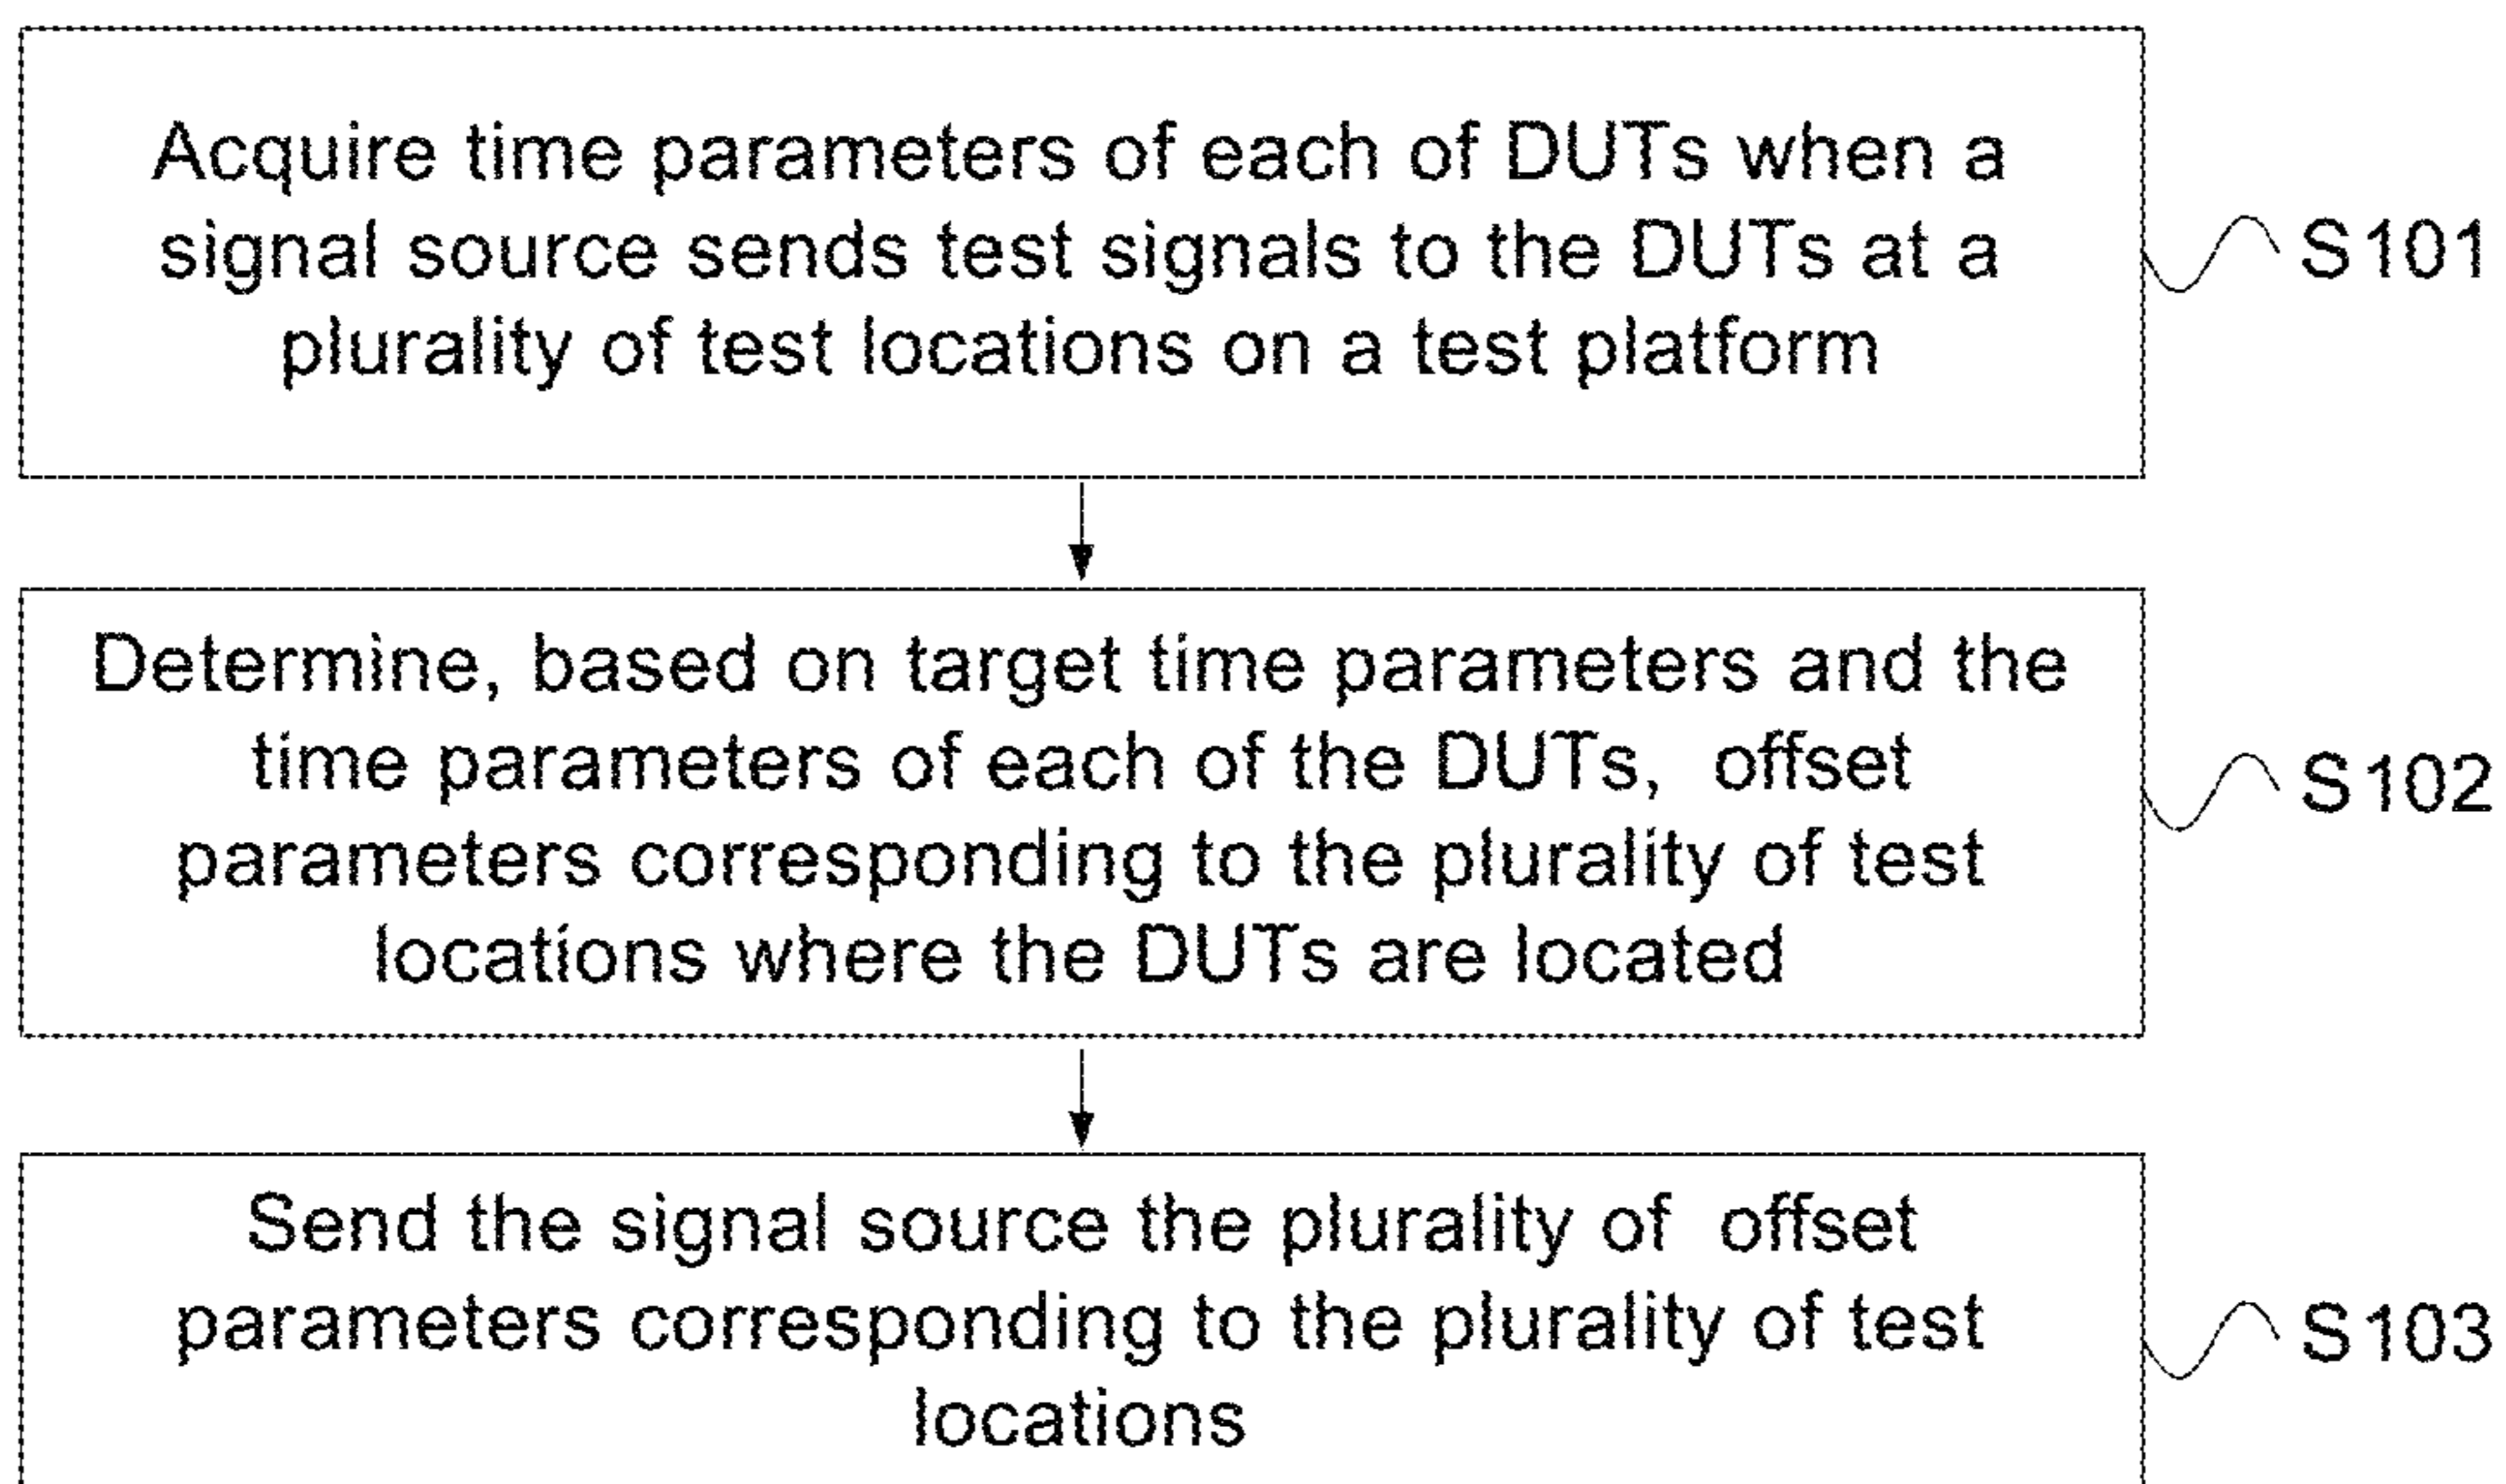 Acquire time parameters of each of DUTs when a
signal source sends test signals to the DUTs at a
plurality of test locations on a test platform
S101
Determine, based on target time parameters and the
time parameters of each of the DUTs, offset
parameters corresponding to the plurality of test
locations where the DUTs are located
S102
Send the signal source the plurality of offset
parameters corresponding to the plurality of test
locations
S103